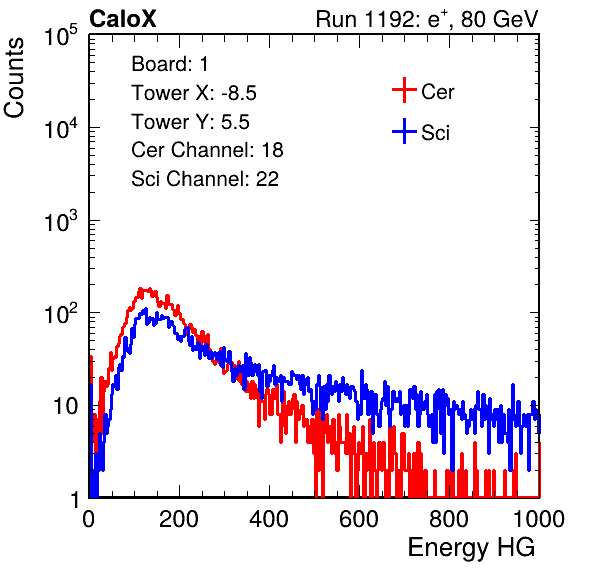 CaloX Run 1192: e⁺, 80 GeV
Counts
Board: 1
Tower X: -8.5
Tower Y: 5.5
Cer Channel: 18
Sci Channel: 22
Cer
Sci
10⁵
10⁴
10³
10²
10
1
0 200 400 600 800 1000
Energy HG